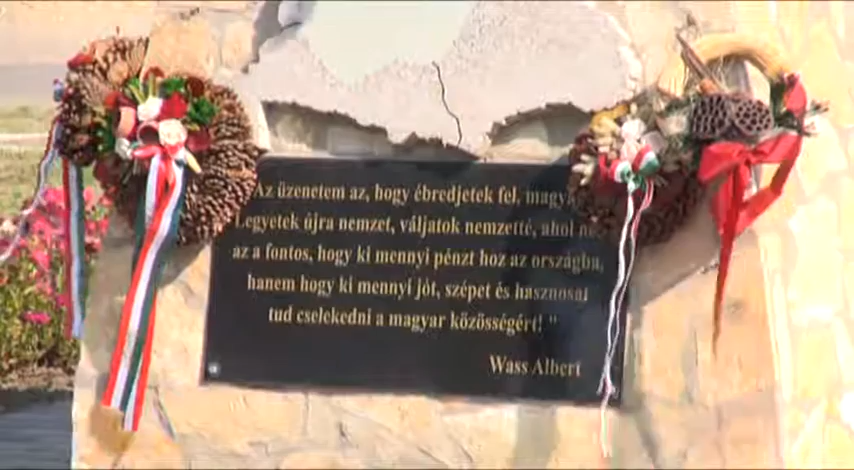 "Az üzenetem az, hogy ébredjetek fel,
Legyetek újra nemzet, váljatok nemzetté, ahol
az a fontos, hogy ki mennyi pénzt hoz az országba,
hanem hogy ki mennyi jót, szépet és hasznosat
tud cselekedni a magyar közösségért! "
Wass Albert